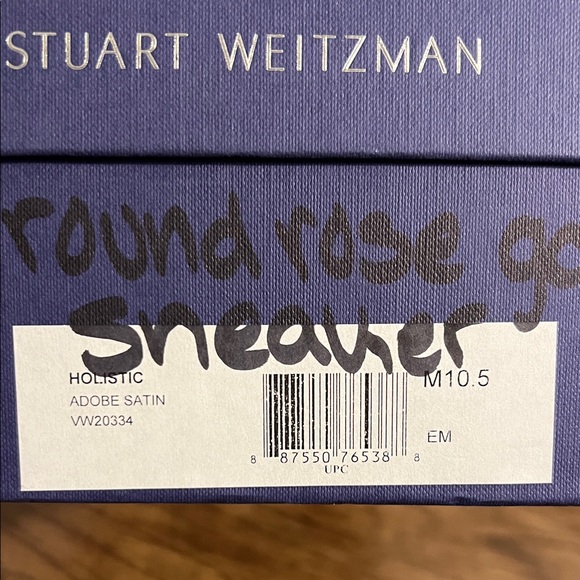 STUART WEITZMAN
round rose go
sneaker
HOLISTIC
ADOBE SATIN
VW20334
M10.5
EM
8 87550 76538 8
UPC